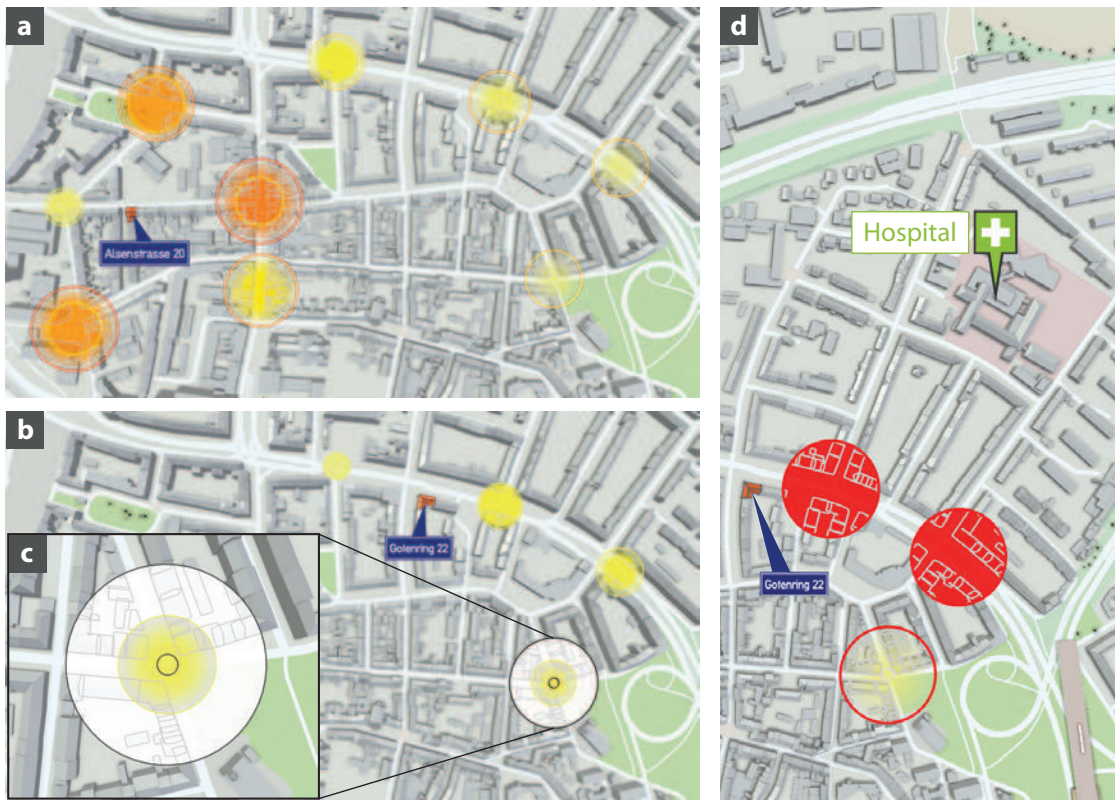 a
Alsenstrasse 20
b
Gotenring 22
c
d
Hospital
Gotenring 22